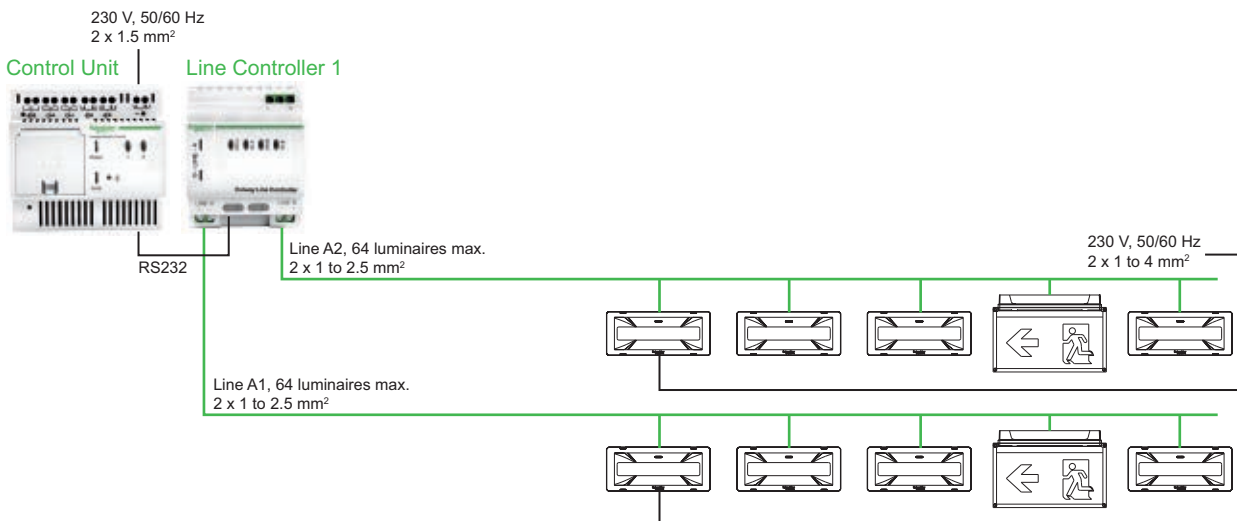 230 V, 50/60 Hz
2 x 1.5 mm²
Control Unit
Line Controller 1
RS232
Line A2, 64 luminaires max.
2 x 1 to 2.5 mm²
230 V, 50/60 Hz
2 x 1 to 4 mm²
Line A1, 64 luminaires max.
2 x 1 to 2.5 mm²